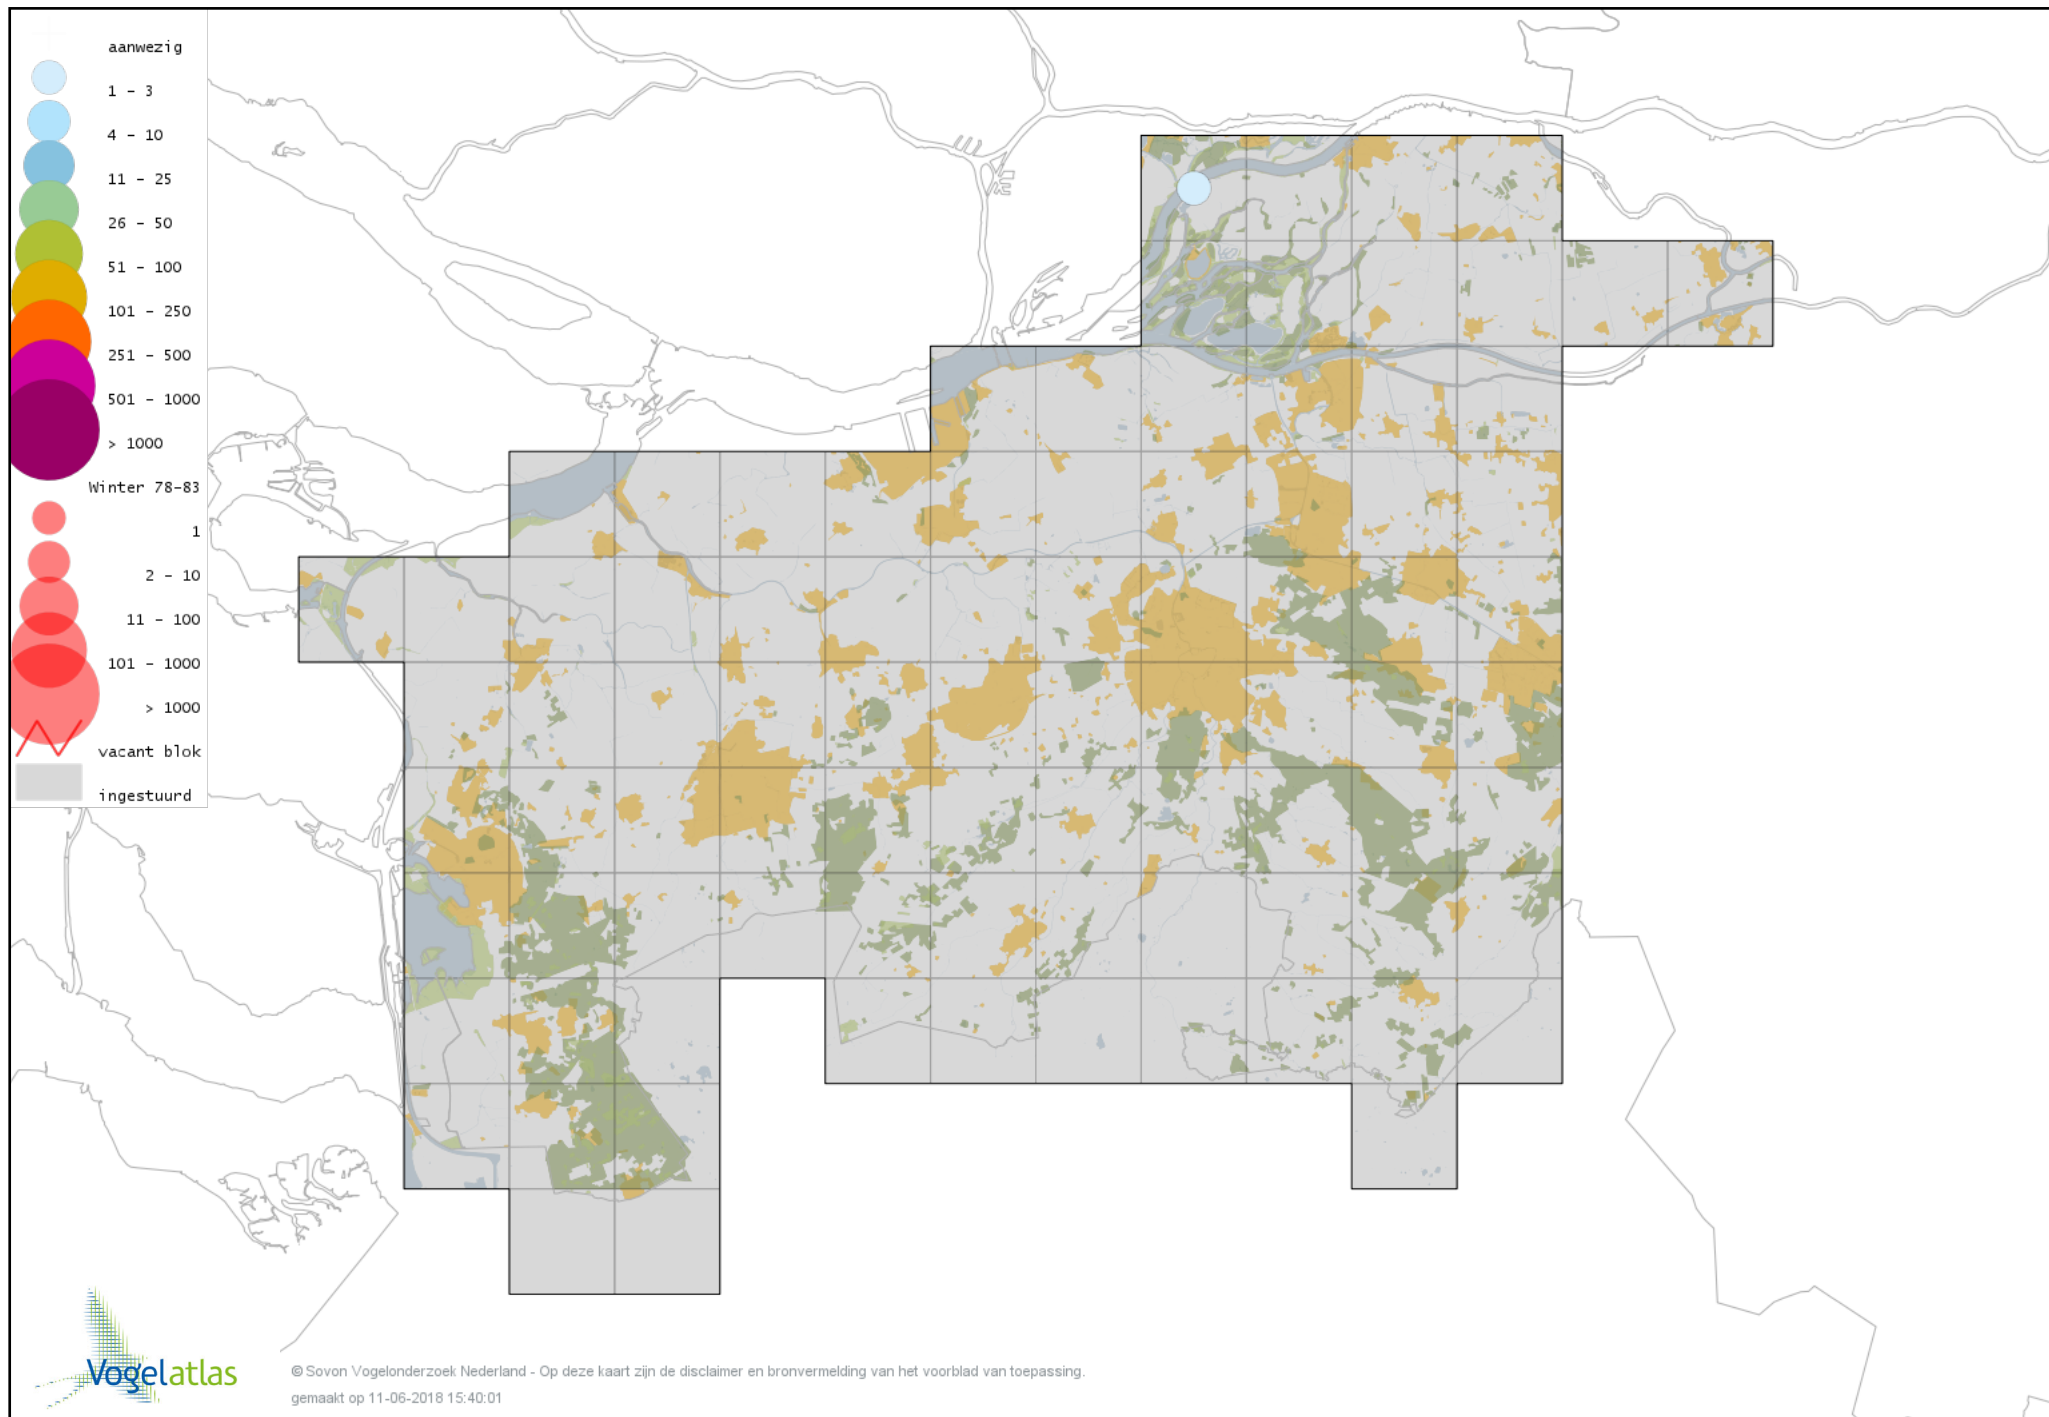 aanwezig
1 - 3
4 - 10
11 - 25
26 - 50
51 - 100
101 - 250
251 - 500
501 - 1000
> 1000
Winter 78-83
1
2 - 10
11 - 100
101 - 1000
> 1000
vacant blok
ingestuurd
Vogelatlas
© Sovon Vogelonderzoek Nederland - Op deze kaart zijn de disclaimer en bronvermelding van het voorblad van toepassing.
gemaakt op 11-06-2018 15:40:01